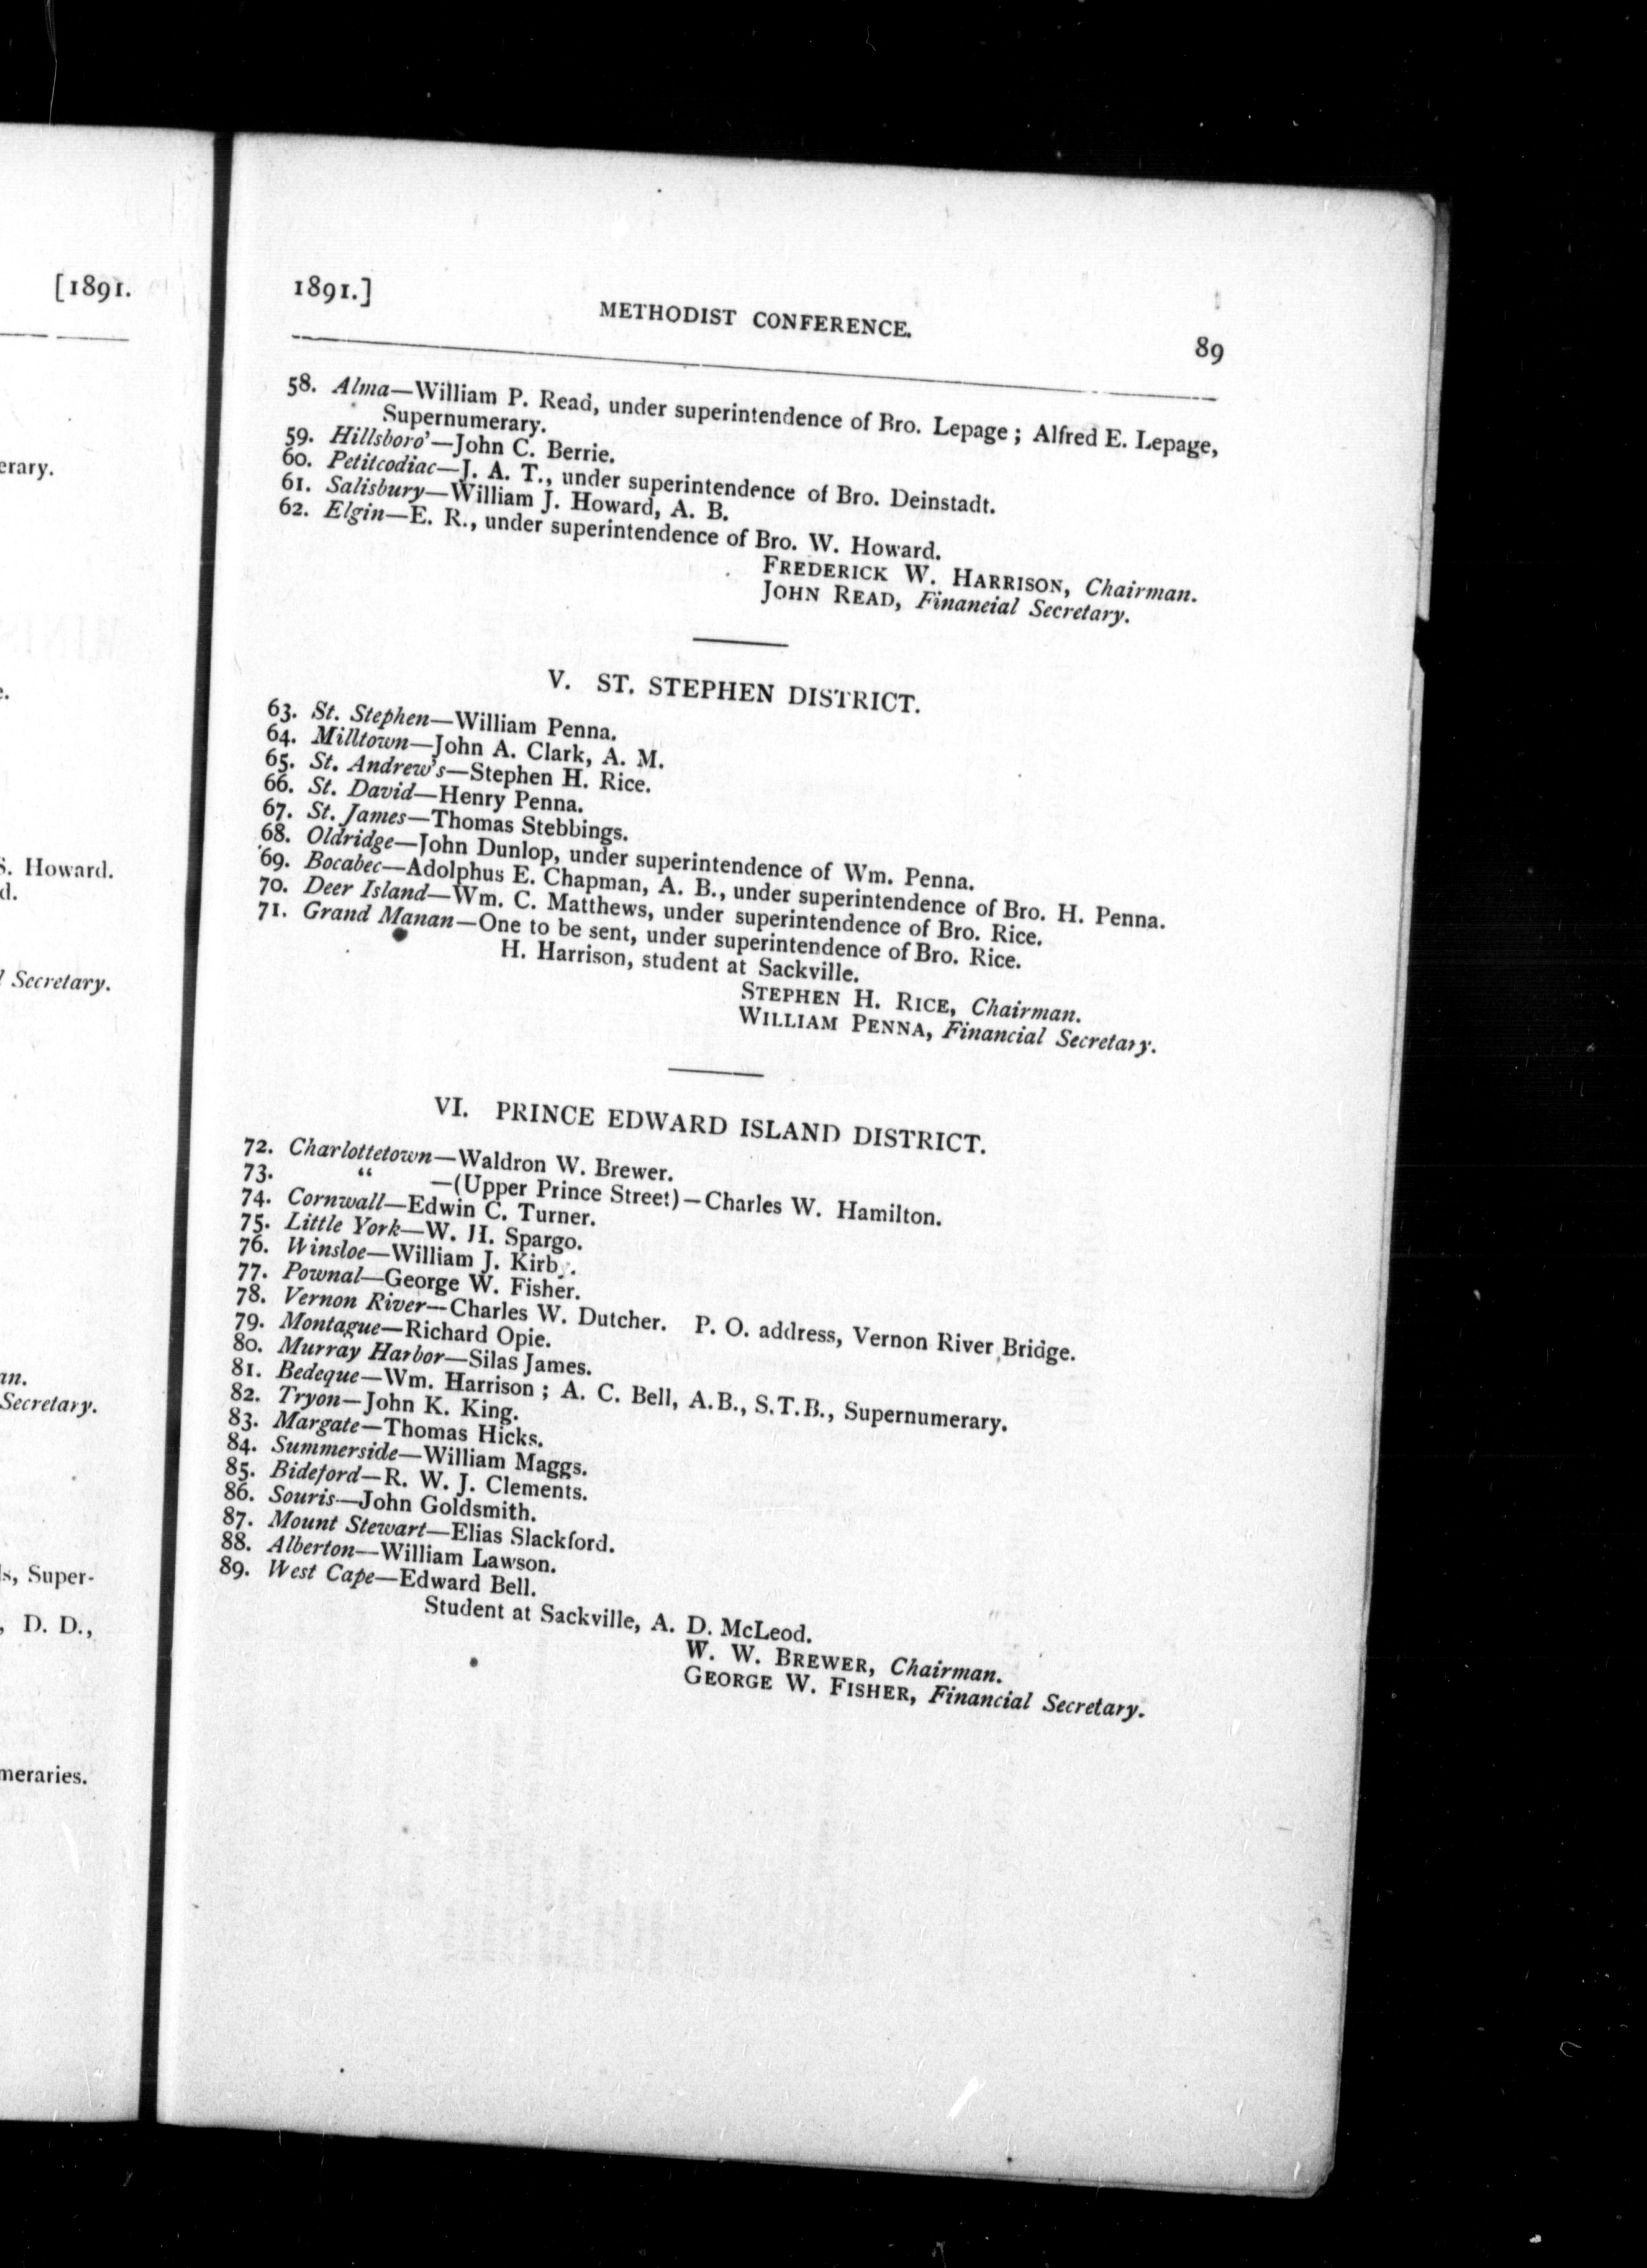 [1891.
erary.
S. Howard.
d.
l Secretary.
an.
Secretary.
ls, Super-
, D. D.,
meraries.
1891.]
METHODIST CONFERENCE.
89
58. Alma—William P. Read, under superintendence of Bro. Lepage; Alfred E. Lepage,
Supernumerary.
59. Hillsboro'—John C. Berrie.
60. Petitcodiac—J. A. T., under superintendence of Bro. Deinstadt.
61. Salisbury—William J. Howard, A. B.
62. Elgin—E. R., under superintendence of Bro. W. Howard.
FREDERICK W. HARRISON, Chairman.
JOHN READ, Finaneial Secretary.
V. ST. STEPHEN DISTRICT.
63. St. Stephen—William Penna.
64. Milltown—John A. Clark, A. M.
65. St. Andrew's—Stephen H. Rice.
66. St. David—Henry Penna.
67. St. James—Thomas Stebbings.
68. Oldridge—John Dunlop, under superintendence of Wm. Penna.
69. Bocabec—Adolphus E. Chapman, A. B., under superintendence of Bro. H. Penna.
70. Deer Island—Wm. C. Matthews, under superintendence of Bro. Rice.
71. Grand Manan—One to be sent, under superintendence of Bro. Rice.
H. Harrison, student at Sackville.
STEPHEN H. RICE, Chairman.
WILLIAM PENNA, Financial Secretary.
VI. PRINCE EDWARD ISLAND DISTRICT.
72. Charlottetown—Waldron W. Brewer.
73. “ —(Upper Prince Street)—Charles W. Hamilton.
74. Cornwall—Edwin C. Turner.
75. Little York—W. H. Spargo.
76. Winsloe—William J. Kirby.
77. Pownal—George W. Fisher.
78. Vernon River—Charles W. Dutcher. P. O. address, Vernon River Bridge.
79. Montague—Richard Opie.
80. Murray Harbor—Silas James.
81. Bedeque—Wm. Harrison; A. C. Bell, A.B., S.T.B., Supernumerary.
82. Tryon—John K. King.
83. Margate—Thomas Hicks.
84. Summerside—William Maggs.
85. Bideford—R. W. J. Clements.
86. Souris—John Goldsmith.
87. Mount Stewart—Elias Slackford.
88. Alberton—William Lawson.
89. West Cape—Edward Bell.
Student at Sackville, A. D. McLeod.
W. W. BREWER, Chairman.
GEORGE W. FISHER, Financial Secretary.